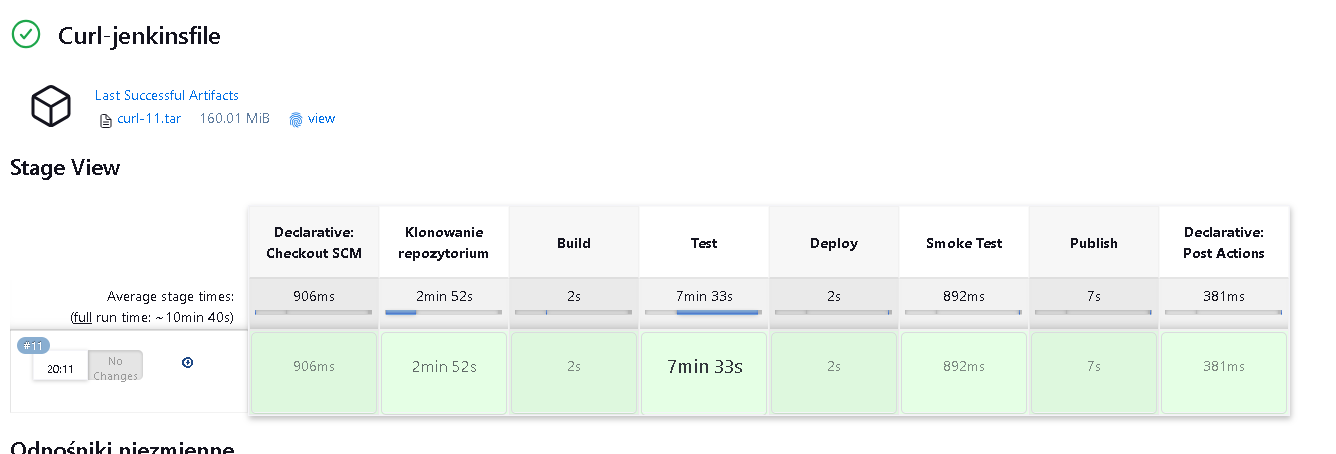 Curl-jenkinsfile
Last Successful Artifacts
curl-11.tar 160.01 MiB view
Stage View
Declarative: Checkout SCM
Klonowanie repozytorium
Build
Test
Deploy
Smoke Test
Publish
Declarative: Post Actions
Average stage times:
(full run time: ~10min 40s)
906ms 2min 52s 2s 7min 33s 2s 892ms 7s 381ms
#11
20:11
No Changes
906ms 2min 52s 2s 7min 33s 2s 892ms 7s 381ms
Odnośniki niezmienne